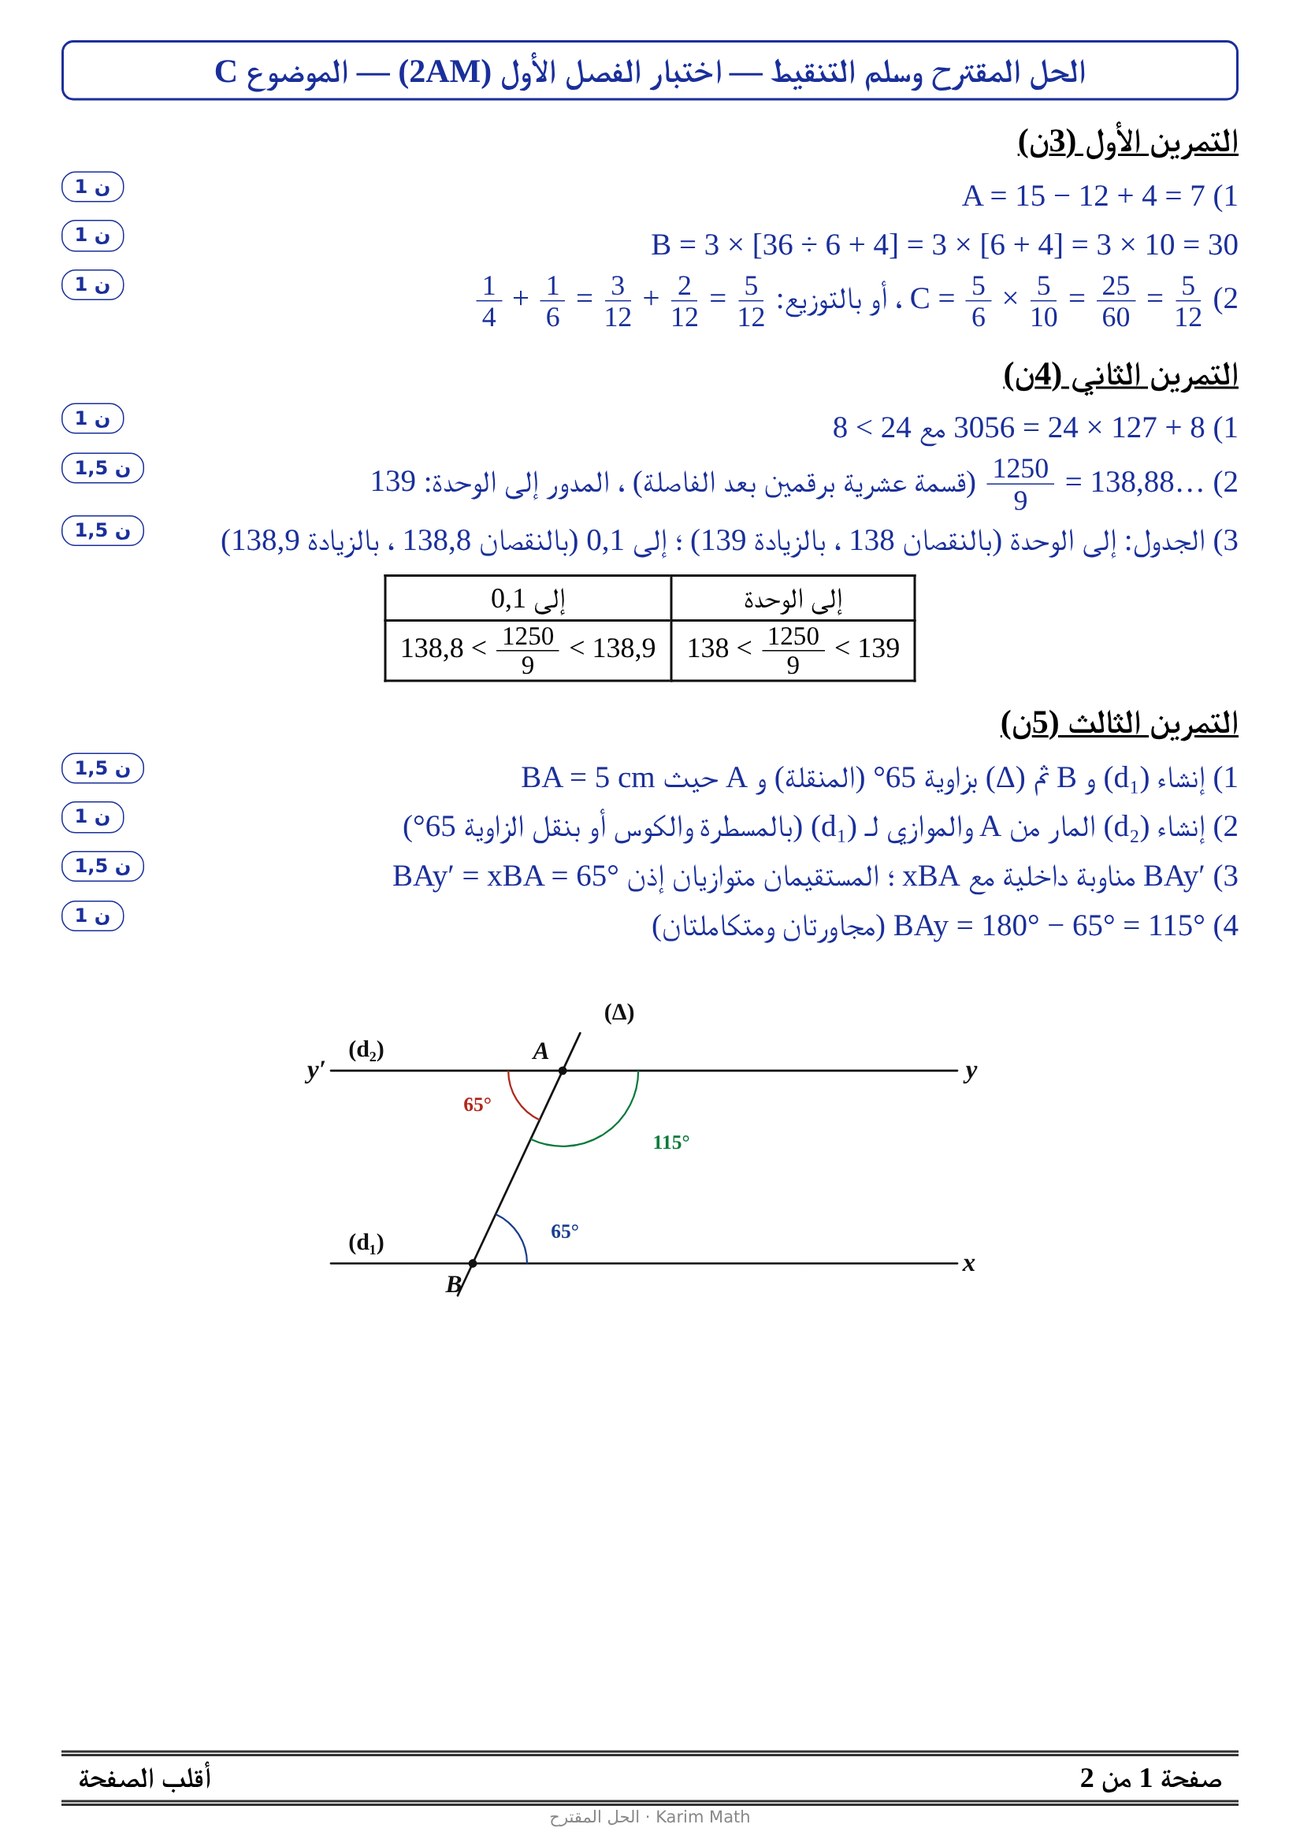 الحل المقترح وسلم التنقيط — اختبار الفصل الأول (2AM) — الموضوع C
التمرين الأول (3ن)
1) A = 15 − 12 + 4 = 7 ن 1
B = 3 × [36 ÷ 6 + 4] = 3 × [6 + 4] = 3 × 10 = 30 ن 1
2) C = 5/6 × 5/10 = 25/60 = 5/12 ، أو بالتوزيع: 1/4 + 1/6 = 3/12 + 2/12 = 5/12 ن 1
التمرين الثاني (4ن)
1) 3056 = 24 × 127 + 8 مع 8 < 24 ن 1
2) 1250/9 = 138,88… (قسمة عشرية برقمين بعد الفاصلة) ، المدور إلى الوحدة: 139 ن 1,5
3) الجدول: إلى الوحدة (بالنقصان 138 ، بالزيادة 139) ؛ إلى 0,1 (بالنقصان 138,8 ، بالزيادة 138,9) ن 1,5
إلى الوحدة إلى 0,1
138 < 1250/9 < 139 138,8 < 1250/9 < 138,9
التمرين الثالث (5ن)
1) إنشاء (d₁) و B ثم (Δ) بزاوية 65° (المنقلة) و A حيث BA = 5 cm ن 1,5
2) إنشاء (d₂) المار من A والموازي لـ (d₁) (بالمسطرة والكوس أو بنقل الزاوية 65°) ن 1
3) BAy′ مناوبة داخلية مع xBA ؛ المستقيمان متوازيان إذن BAy′ = xBA = 65° ن 1,5
4) BAy = 180° − 65° = 115° (مجاورتان ومتكاملتان) ن 1
(Δ)
(d₂) A
y′ y
65°
115°
65°
(d₁)
x
B
صفحة 1 من 2 أقلب الصفحة
Karim Math · الحل المقترح